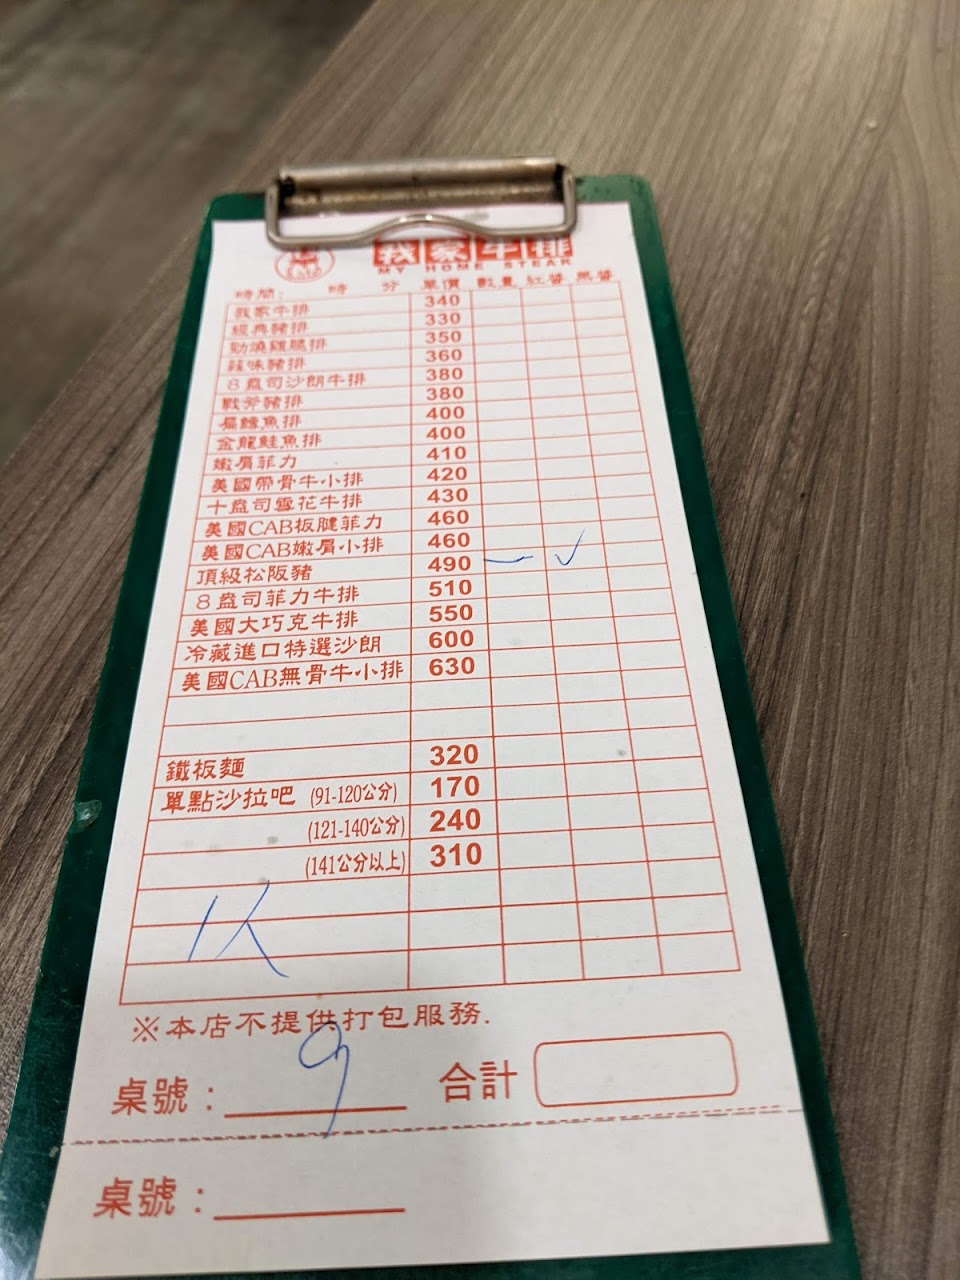 我家牛排
MY HOME STEAK
時間: 時 分 單價 數量 紅醬 黑醬
我家牛排 340
經典豬排 330
勁燒雞腿排 350
蒜味豬排 360
8盎司沙朗牛排 380
戰斧豬排 380
扁鱈魚排 400
金龍鮭魚排 400
嫩肩菲力 410
美國帶骨牛小排 420
十盎司雪花牛排 430
美國CAB板腱菲力 460
美國CAB嫩肩小排 460
頂級松阪豬 490 一 ✓
8盎司菲力牛排 510
美國大巧克牛排 550
冷藏進口特選沙朗 600
美國CAB無骨牛小排 630
鐵板麵 320
單點沙拉吧 (91-120公分) 170
(121-140公分) 240
(141公分以上) 310
1人
※本店不提供打包服務.
桌號: 9 合計
桌號: